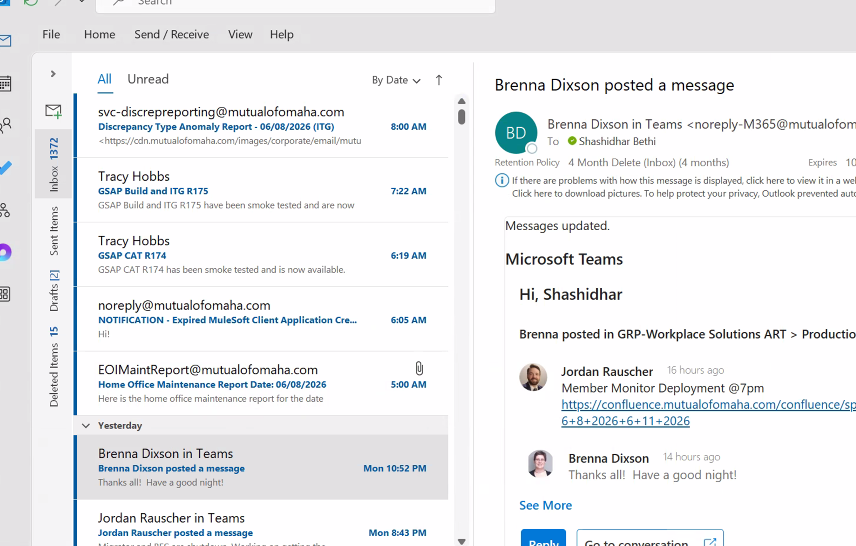 Search
File Home Send / Receive View Help
All Unread By Date
svc-discrepreporting@mutualofomaha.com
Discrepancy Type Anomaly Report - 06/08/2026 (ITG) 8:00 AM
<https://cdn.mutualofomaha.com/images/corporate/email/mutu
Tracy Hobbs
GSAP Build and ITG R175 7:22 AM
GSAP Build and ITG R175 have been smoke tested and are now
Tracy Hobbs
GSAP CAT R174 6:19 AM
GSAP CAT R174 has been smoke tested and is now available.
noreply@mutualofomaha.com
NOTIFICATION - Expired MuleSoft Client Application Cre... 6:05 AM
Hi!
EOIMaintReport@mutualofomaha.com
Home Office Maintenance Report Date: 06/08/2026 5:00 AM
Here is the home office maintenance report for the date
Yesterday
Brenna Dixson in Teams
Brenna Dixson posted a message Mon 10:52 PM
Thanks all! Have a good night!
Jordan Rauscher in Teams
Jordan Rauscher posted a message Mon 8:43 PM
Inbox 1372
Sent Items
Drafts [2]
Deleted Items 15
Brenna Dixson posted a message
BD
Brenna Dixson in Teams <noreply-M365@mutualofom
To Shashidhar Bethi
Retention Policy 4 Month Delete (Inbox) (4 months) Expires 10
If there are problems with how this message is displayed, click here to view it in a we
Click here to download pictures. To help protect your privacy, Outlook prevented auto
Messages updated.
Microsoft Teams
Hi, Shashidhar
Brenna posted in GRP-Workplace Solutions ART > Productio
Jordan Rauscher 16 hours ago
Member Monitor Deployment @7pm
https://confluence.mutualofomaha.com/confluence/sp
6+8+2026+6+11+2026
Brenna Dixson 14 hours ago
Thanks all! Have a good night!
See More
Reply Go to conversation